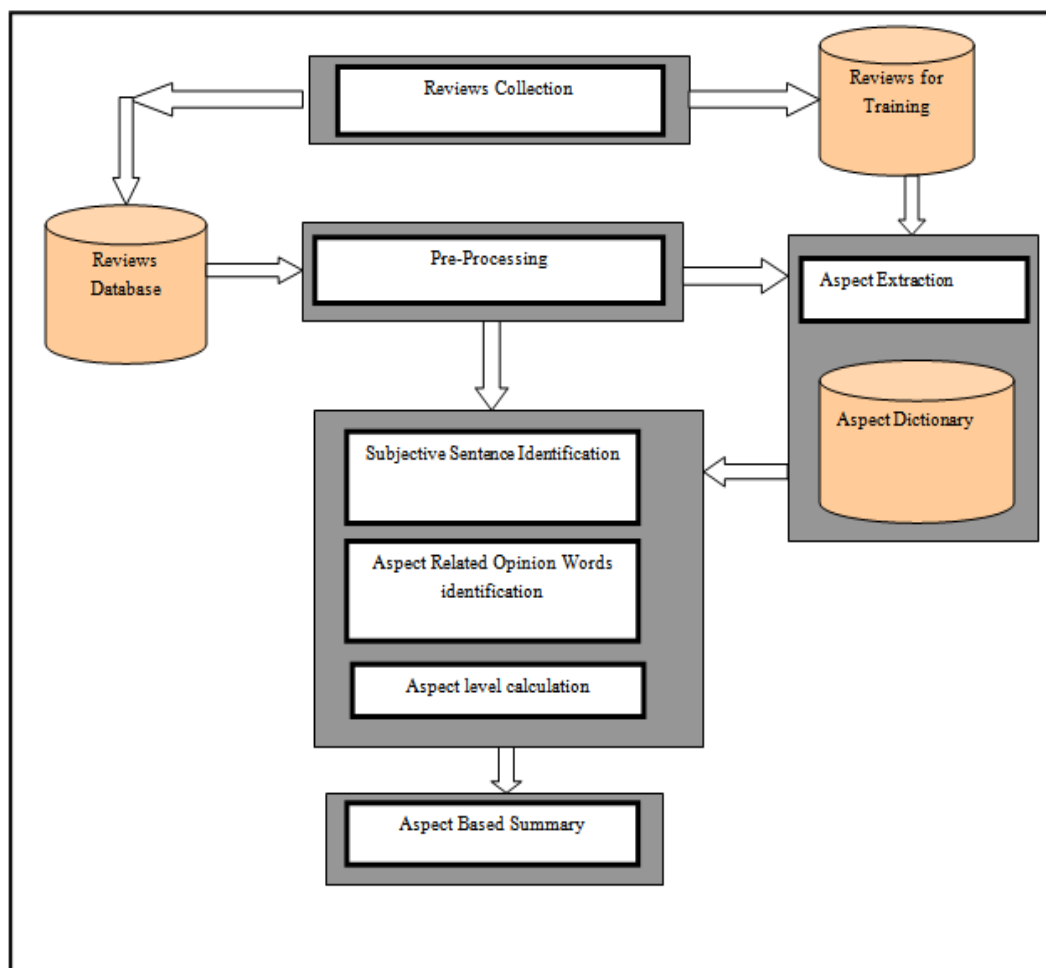 Reviews Collection
Reviews for
Training
Reviews
Database
Pre-Processing
Aspect Extraction
Aspect Dictionary
Subjective Sentence Identification
Aspect Related Opinion Words
identification
Aspect level calculation
Aspect Based Summary